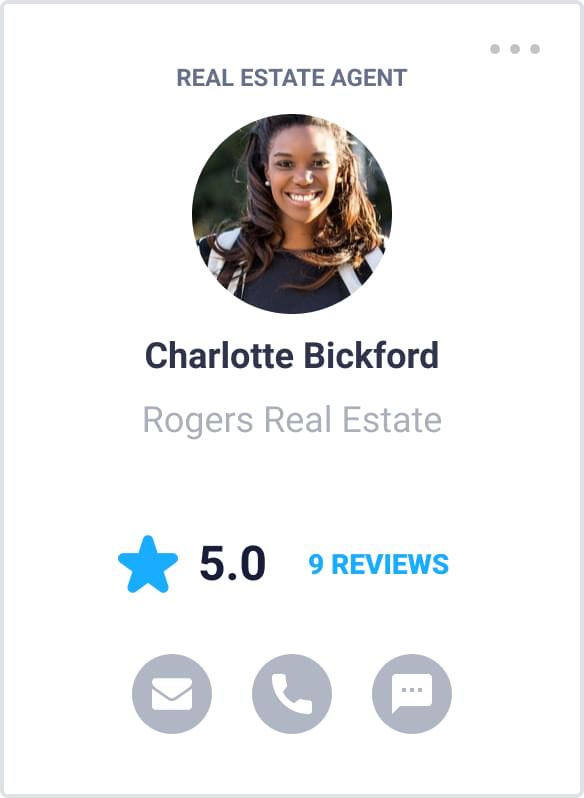 REAL ESTATE AGENT
Charlotte Bickford
Rogers Real Estate
5.0 9 REVIEWS